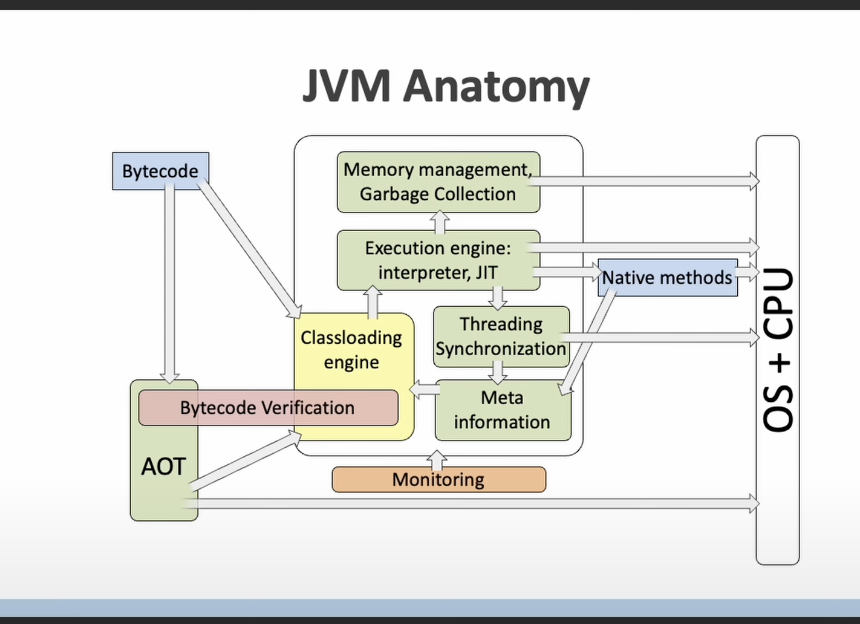 JVM Anatomy
Bytecode
Memory management,
Garbage Collection
Execution engine:
interpreter, JIT
Native methods
Classloading
engine
Threading
Synchronization
Bytecode Verification
Meta
information
AOT
Monitoring
OS + CPU